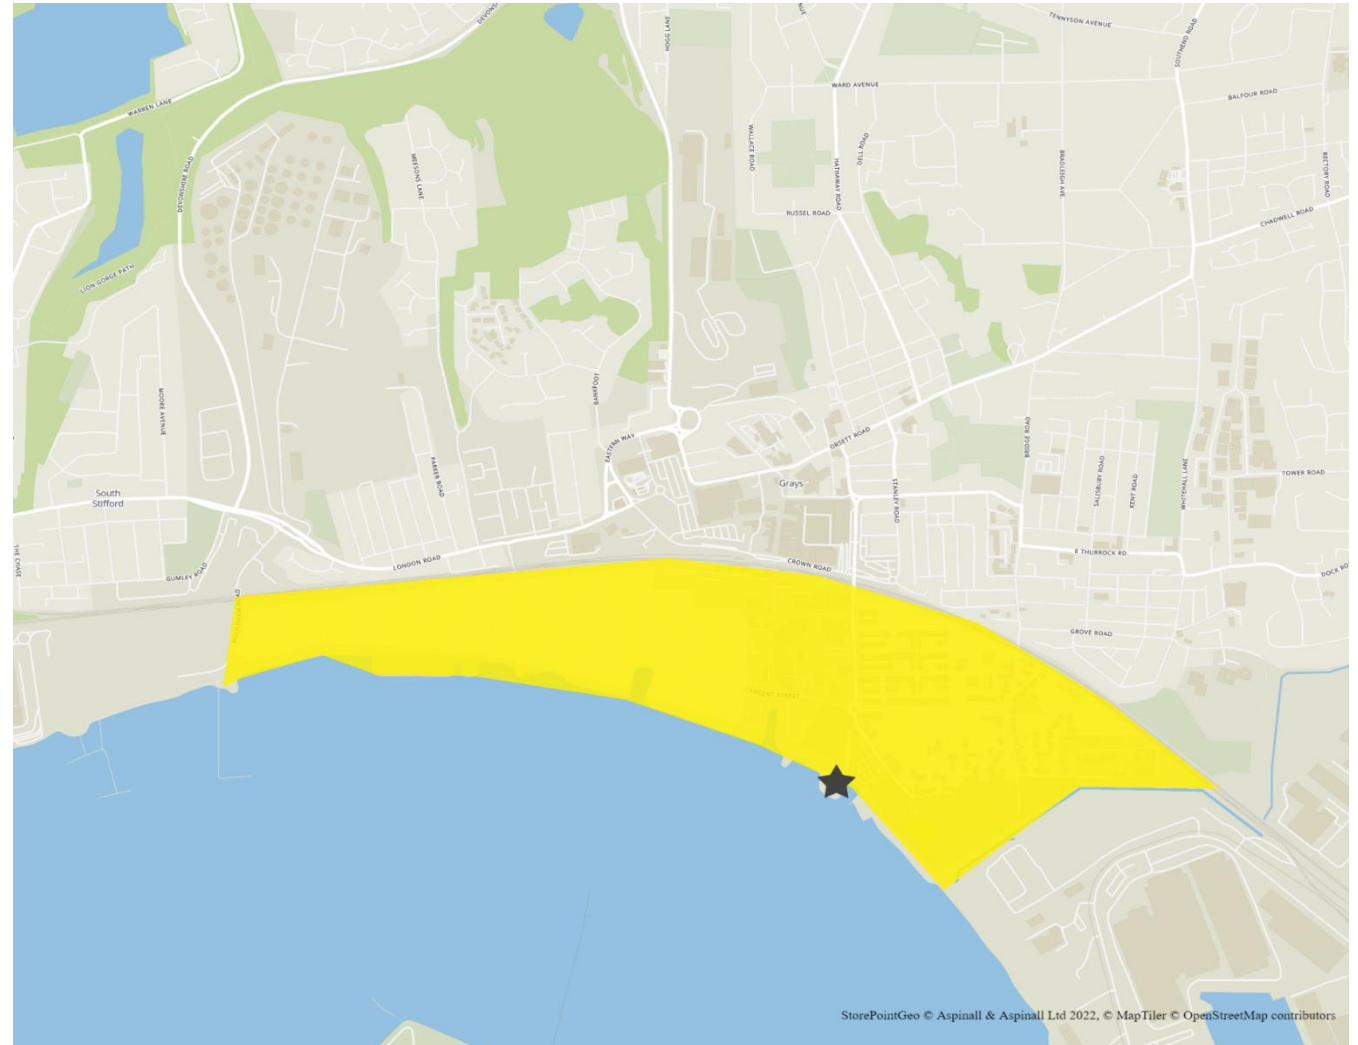 TENNYSON AVENUE
HOGG LANE
SOUTHEND ROAD
WARREN LANE
WARD AVENUE
BALFOUR ROAD
DEVONSHIRE ROAD
MEESONS LANE
WALLACE ROAD
DELL ROAD
HATHAWAY ROAD
BRADLEIGH AVE
RECTORY ROAD
RUSSEL ROAD
CHADWELL ROAD
LION GORGE PATH
MOORE AVENUE
BANKFOOT
EASTERN WAY
ORSETT ROAD
BRIDGE ROAD
PARKER ROAD
SALISBURY ROAD
KENT ROAD
WHITEHALL LANE
TOWER ROAD
South
Stifford
Grays
STANLEY ROAD
THE CHASE
GUMLEY ROAD
LONDON ROAD
CROWN ROAD
E THURROCK RD.
GROVE ROAD
ARGENT STREET
StorePointGeo © Aspinall & Aspinall Ltd 2022, © MapTiler © OpenStreetMap contributors